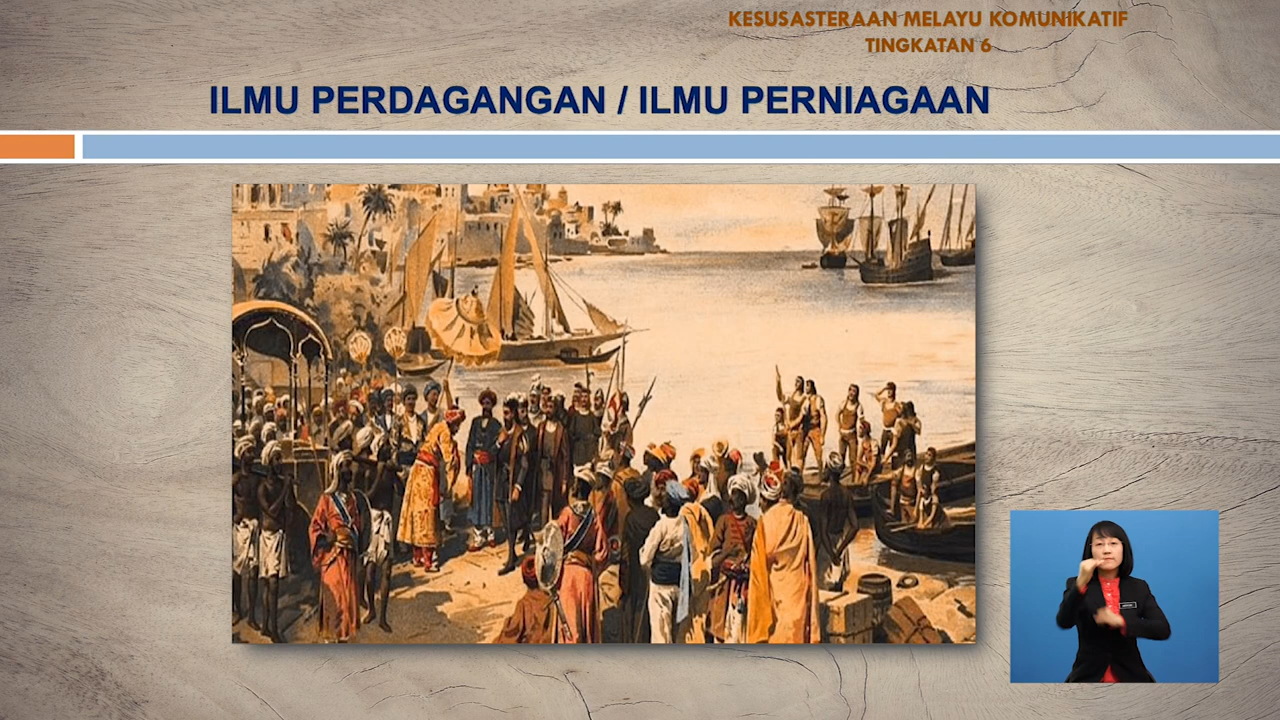 KESUSASTERAAN MELAYU KOMUNIKATIF
TINGKATAN 6
ILMU PERDAGANGAN / ILMU PERNIAGAAN